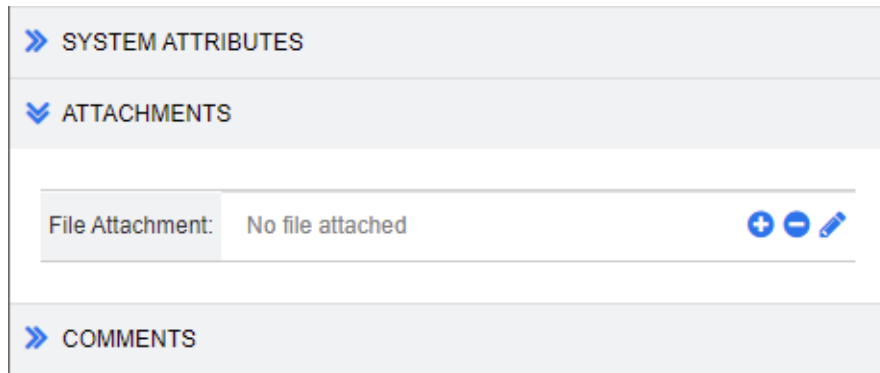 SYSTEM ATTRIBUTES
ATTACHMENTS
File Attachment: No file attached
COMMENTS